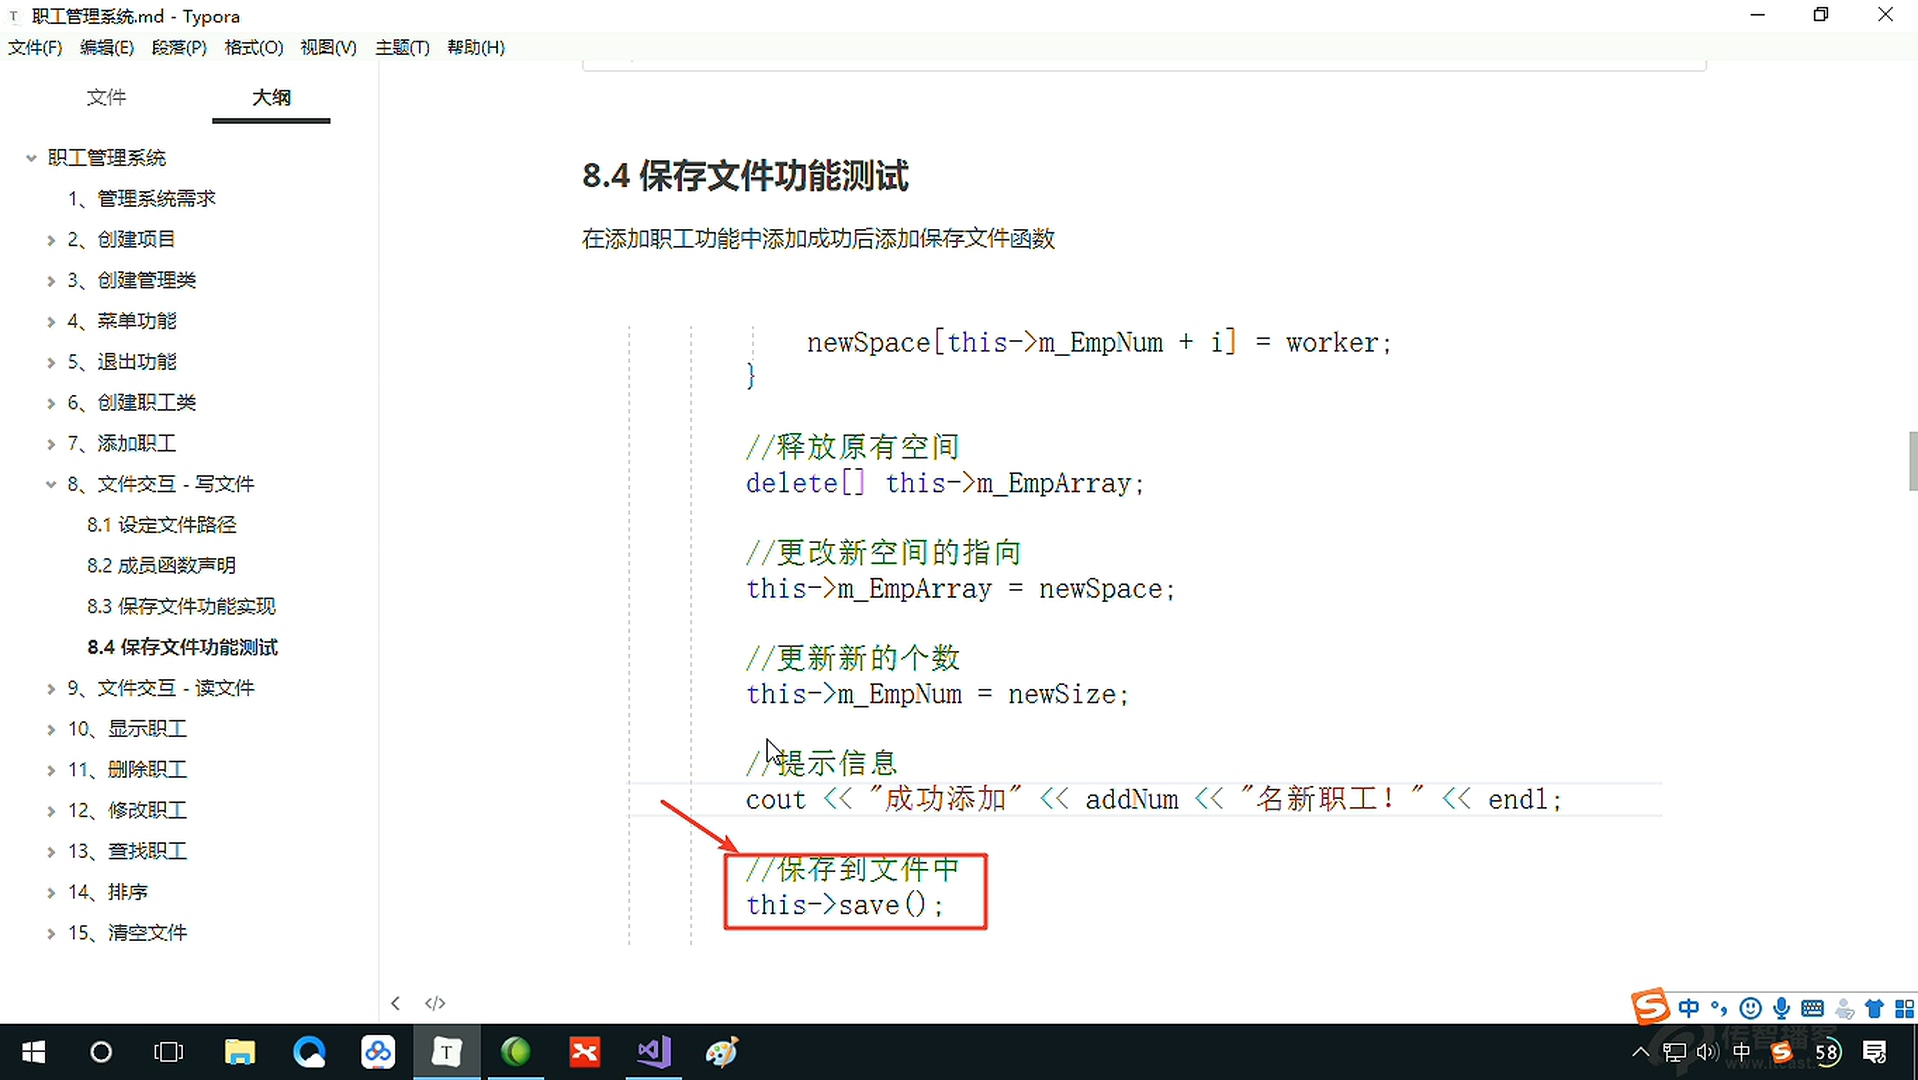 职工管理系统.md - Typora
文件(F) 编辑(E) 段落(P) 格式(O) 视图(V) 主题(T) 帮助(H)
文件 大纲
职工管理系统
1、管理系统需求
2、创建项目
3、创建管理类
4、菜单功能
5、退出功能
6、创建职工类
7、添加职工
8、文件交互 - 写文件
8.1 设定文件路径
8.2 成员函数声明
8.3 保存文件功能实现
8.4 保存文件功能测试
9、文件交互 - 读文件
10、显示职工
11、删除职工
12、修改职工
13、查找职工
14、排序
15、清空文件
8.4 保存文件功能测试
在添加职工功能中添加成功后添加保存文件函数
newSpace[this->m_EmpNum + i] = worker;
}
//释放原有空间
delete[] this->m_EmpArray;
//更改新空间的指向
this->m_EmpArray = newSpace;
//更新新的个数
this->m_EmpNum = newSize;
//提示信息
cout << "成功添加" << addNum << "名新职工！" << endl;
//保存到文件中
this->save();
</>
中
中 58
传智播客
www.itcast.